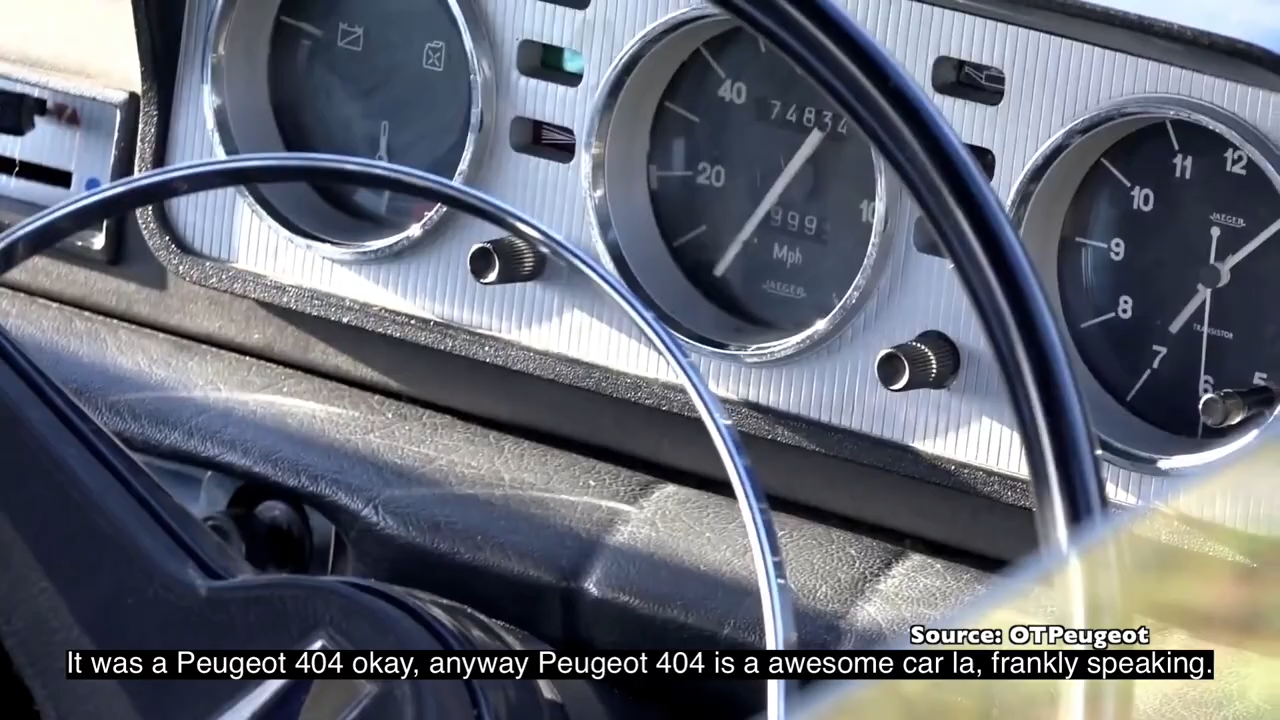 40
74834
20
10
999
Mph
JAEGER
12
11
10
9
8
7
6
5
JAEGER
TRANSISTOR
Source: OTPeugeot
It was a Peugeot 404 okay, anyway Peugeot 404 is a awesome car la, frankly speaking.